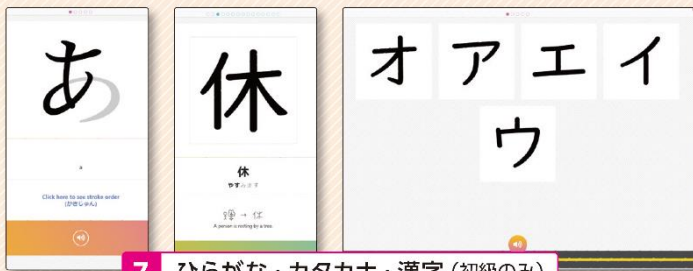 あ
a
Click here to see stroke order
(かきじゅん)
休
休
やすみます
→ 休
A person is resting by a tree.
オ ア エ イ
ウ
7 ひらがな・カタカナ・漢字 (初級のみ)